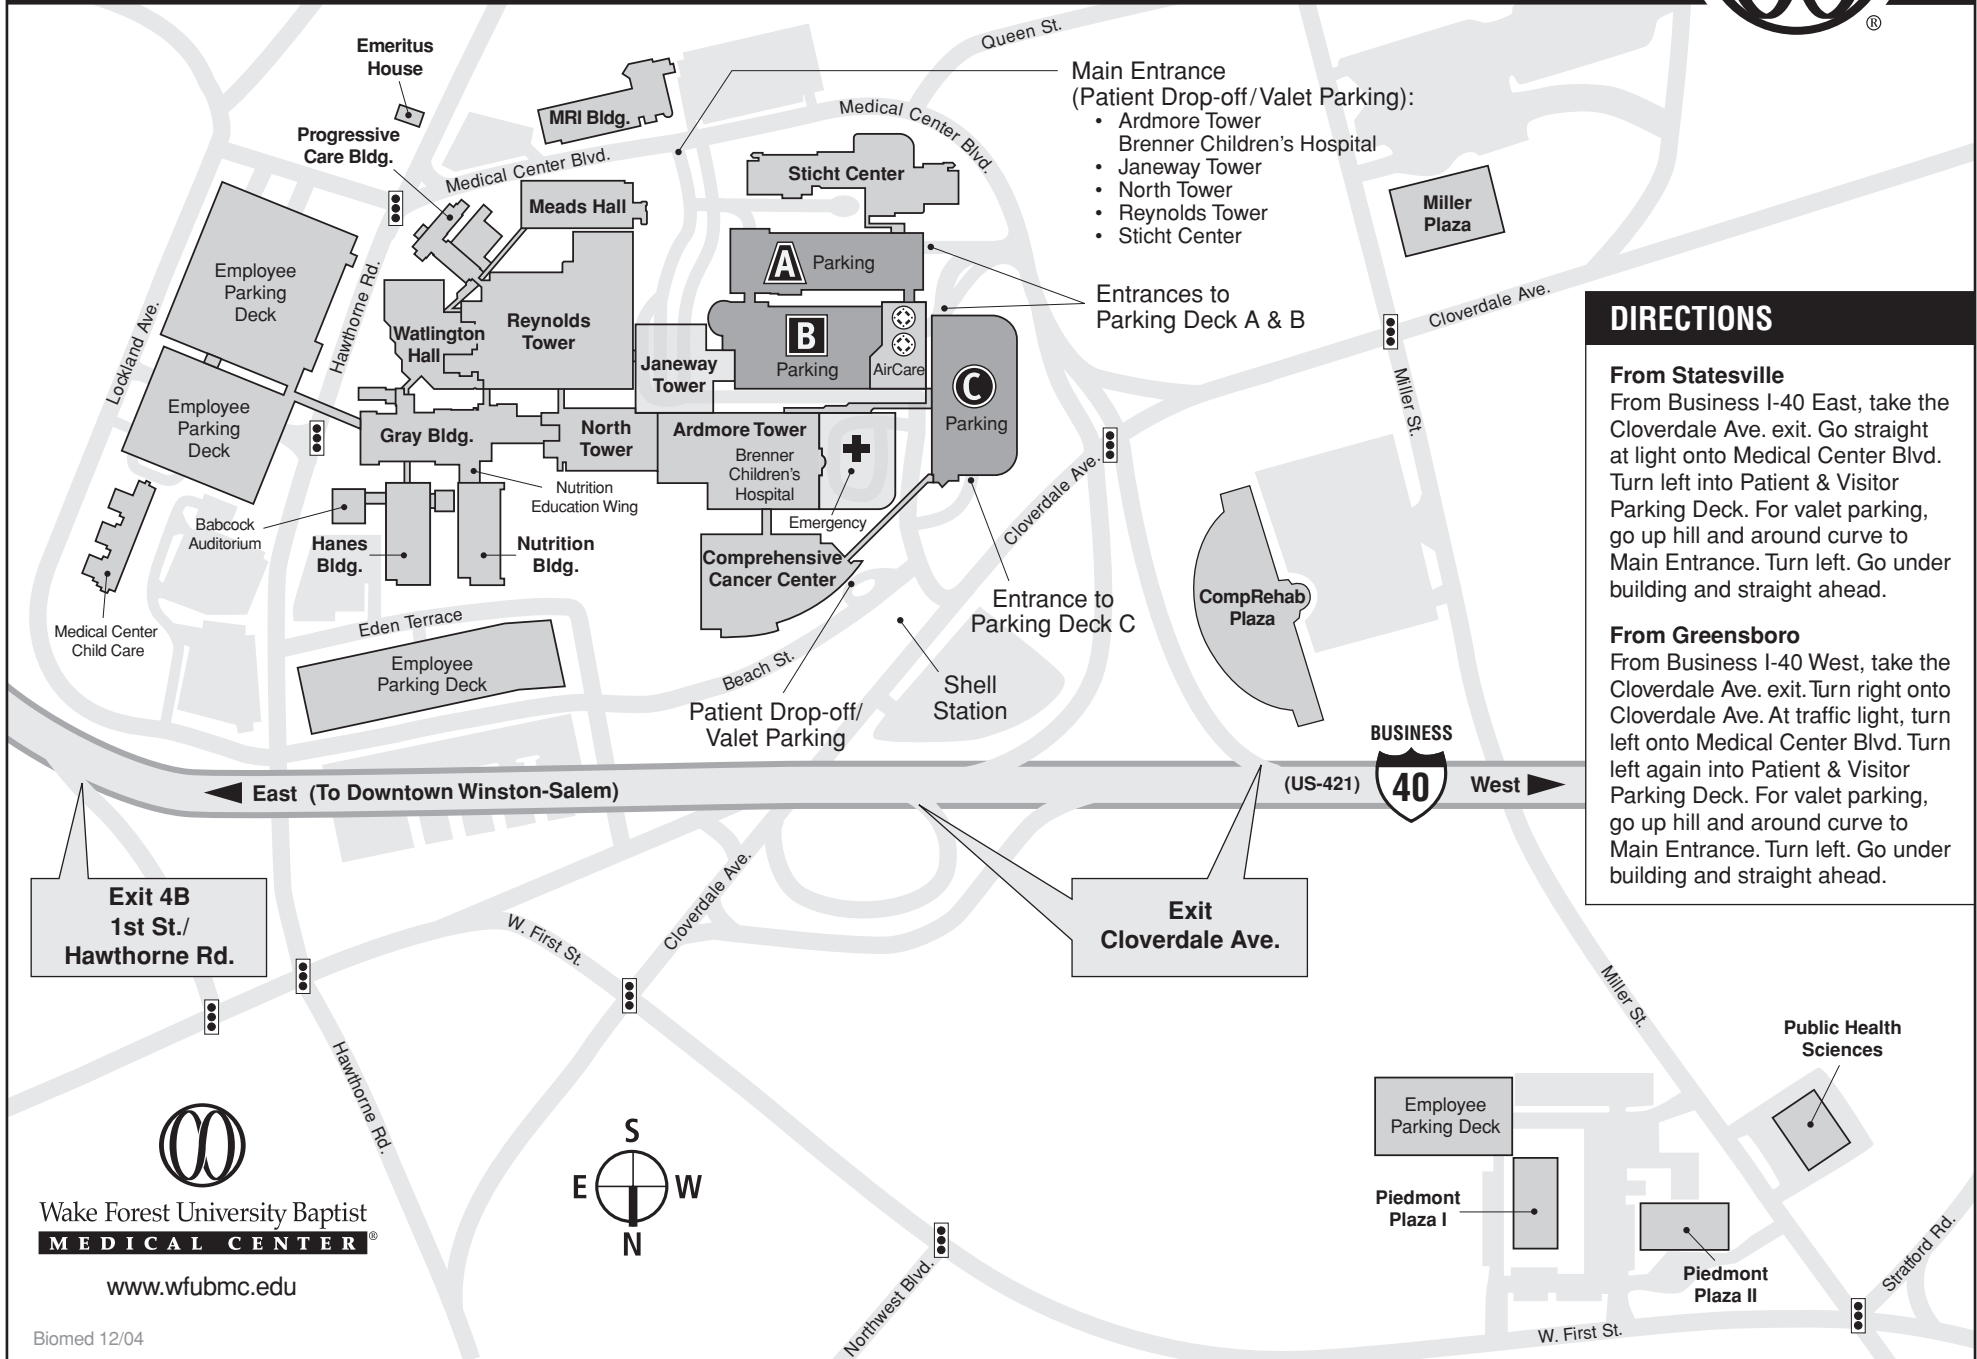 ®
Queen St.
Emeritus
House
Main Entrance
(Patient Drop-off/Valet Parking):
• Ardmore Tower
Brenner Children's Hospital
• Janeway Tower
• North Tower
• Reynolds Tower
• Sticht Center
MRI Bldg.
Medical Center Blvd.
Progressive
Care Bldg.
Medical Center Blvd.
Sticht Center
Meads Hall
Miller
Plaza
A Parking
Employee
Parking
Deck
Hawthorne Rd.
Lockland Ave.
Entrances to
Parking Deck A & B
Cloverdale Ave.
Watlington
Hall
Reynolds
Tower
B
Parking
AirCare
Janeway
Tower
C
Parking
Miller St.
Employee
Parking
Deck
Gray Bldg.
North
Tower
Ardmore Tower
Brenner
Children's
Hospital
Emergency
Nutrition
Education Wing
Babcock
Auditorium
Hanes
Bldg.
Nutrition
Bldg.
Comprehensive
Cancer Center
Cloverdale Ave.
Entrance to
Parking Deck C
CompRehab
Plaza
Medical Center
Child Care
Eden Terrace
Employee
Parking Deck
Beach St.
Patient Drop-off/
Valet Parking
Shell
Station
DIRECTIONS
From Statesville
From Business I-40 East, take the
Cloverdale Ave. exit. Go straight
at light onto Medical Center Blvd.
Turn left into Patient & Visitor
Parking Deck. For valet parking,
go up hill and around curve to
Main Entrance. Turn left. Go under
building and straight ahead.
From Greensboro
From Business I-40 West, take the
Cloverdale Ave. exit. Turn right onto
Cloverdale Ave. At traffic light, turn
left onto Medical Center Blvd. Turn
left again into Patient & Visitor
Parking Deck. For valet parking,
go up hill and around curve to
Main Entrance. Turn left. Go under
building and straight ahead.
East (To Downtown Winston-Salem)
(US-421)
BUSINESS
40
West
Exit 4B
1st St./
Hawthorne Rd.
Exit
Cloverdale Ave.
W. First St.
Cloverdale Ave.
Hawthorne Rd.
Miller St.
Public Health
Sciences
Employee
Parking Deck
Piedmont
Plaza I
Piedmont
Plaza II
Stratford Rd.
W. First St.
Northwest Blvd.
S
E W
N
Wake Forest University Baptist
MEDICAL CENTER®
www.wfubmc.edu
Biomed 12/04